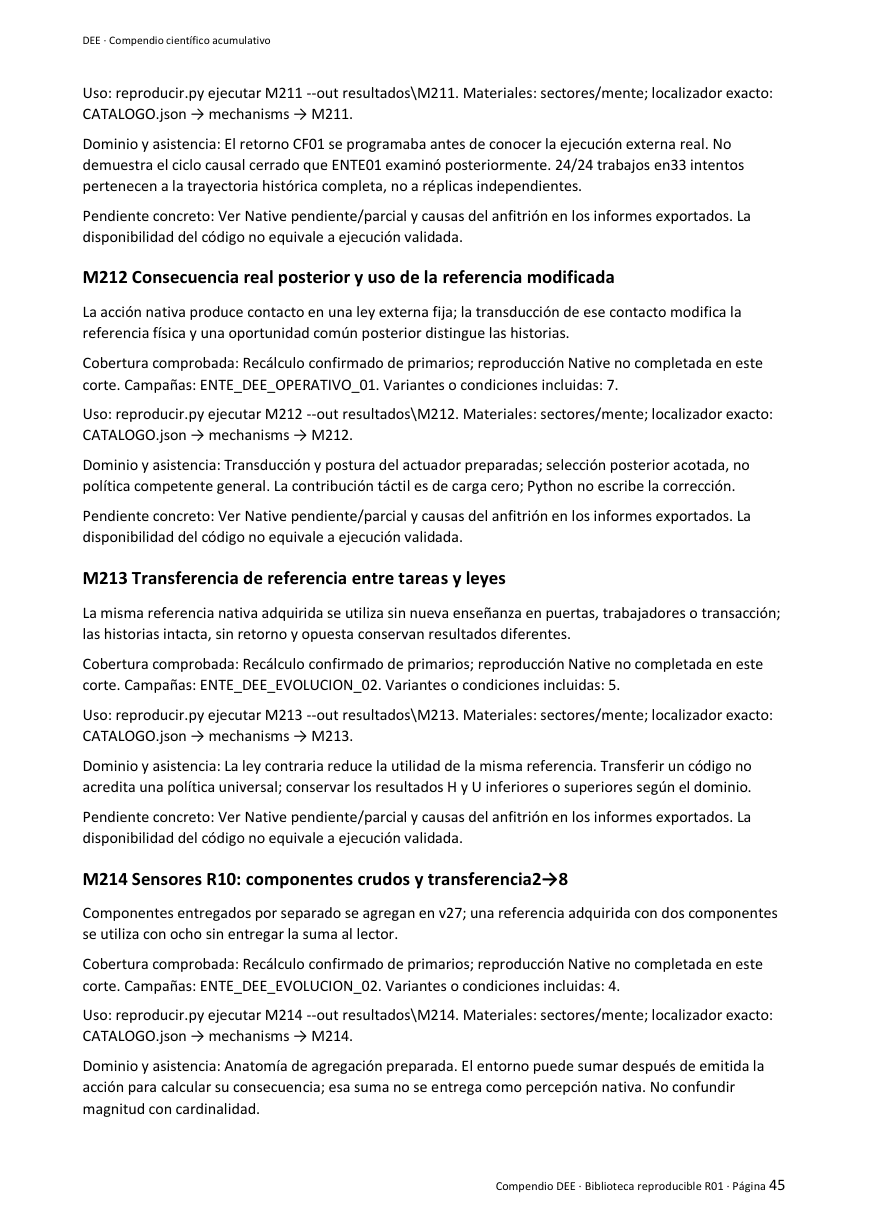 DEE · Compendio científico acumulativo
Uso: reproducir.py ejecutar M211 --out resultados\M211. Materiales: sectores/mente; localizador exacto:
CATALOGO.json → mechanisms → M211.
Dominio y asistencia: El retorno CF01 se programaba antes de conocer la ejecución externa real. No
demuestra el ciclo causal cerrado que ENTE01 examinó posteriormente. 24/24 trabajos en33 intentos
pertenecen a la trayectoria histórica completa, no a réplicas independientes.
Pendiente concreto: Ver Native pendiente/parcial y causas del anfitrión en los informes exportados. La
disponibilidad del código no equivale a ejecución validada.
M212 Consecuencia real posterior y uso de la referencia modificada
La acción nativa produce contacto en una ley externa fija; la transducción de ese contacto modifica la
referencia física y una oportunidad común posterior distingue las historias.
Cobertura comprobada: Recálculo confirmado de primarios; reproducción Native no completada en este
corte. Campañas: ENTE_DEE_OPERATIVO_01. Variantes o condiciones incluidas: 7.
Uso: reproducir.py ejecutar M212 --out resultados\M212. Materiales: sectores/mente; localizador exacto:
CATALOGO.json → mechanisms → M212.
Dominio y asistencia: Transducción y postura del actuador preparadas; selección posterior acotada, no
política competente general. La contribución táctil es de carga cero; Python no escribe la corrección.
Pendiente concreto: Ver Native pendiente/parcial y causas del anfitrión en los informes exportados. La
disponibilidad del código no equivale a ejecución validada.
M213 Transferencia de referencia entre tareas y leyes
La misma referencia nativa adquirida se utiliza sin nueva enseñanza en puertas, trabajadores o transacción;
las historias intacta, sin retorno y opuesta conservan resultados diferentes.
Cobertura comprobada: Recálculo confirmado de primarios; reproducción Native no completada en este
corte. Campañas: ENTE_DEE_EVOLUCION_02. Variantes o condiciones incluidas: 5.
Uso: reproducir.py ejecutar M213 --out resultados\M213. Materiales: sectores/mente; localizador exacto:
CATALOGO.json → mechanisms → M213.
Dominio y asistencia: La ley contraria reduce la utilidad de la misma referencia. Transferir un código no
acredita una política universal; conservar los resultados H y U inferiores o superiores según el dominio.
Pendiente concreto: Ver Native pendiente/parcial y causas del anfitrión en los informes exportados. La
disponibilidad del código no equivale a ejecución validada.
M214 Sensores R10: componentes crudos y transferencia2→8
Componentes entregados por separado se agregan en v27; una referencia adquirida con dos componentes
se utiliza con ocho sin entregar la suma al lector.
Cobertura comprobada: Recálculo confirmado de primarios; reproducción Native no completada en este
corte. Campañas: ENTE_DEE_EVOLUCION_02. Variantes o condiciones incluidas: 4.
Uso: reproducir.py ejecutar M214 --out resultados\M214. Materiales: sectores/mente; localizador exacto:
CATALOGO.json → mechanisms → M214.
Dominio y asistencia: Anatomía de agregación preparada. El entorno puede sumar después de emitida la
acción para calcular su consecuencia; esa suma no se entrega como percepción nativa. No confundir
magnitud con cardinalidad.
Compendio DEE · Biblioteca reproducible R01 · Página 45